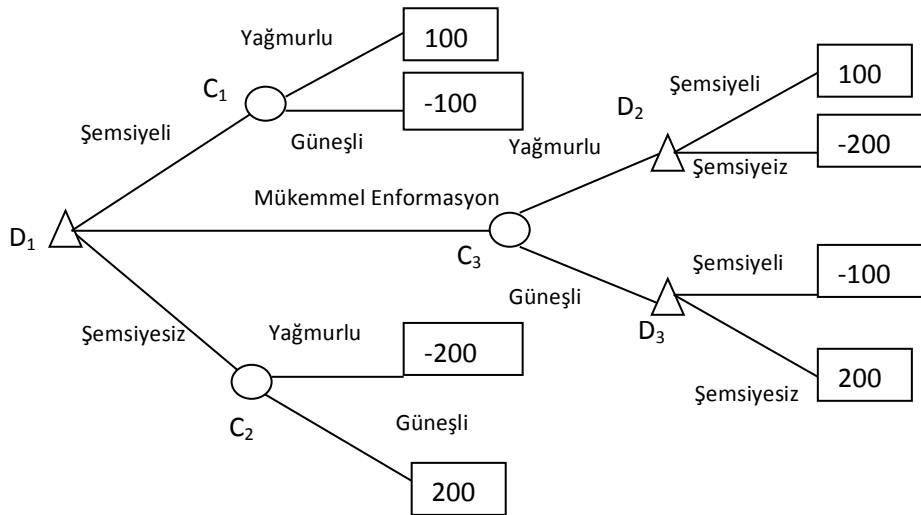 Yağmurlu
100
C1
-100
Güneşli
Şemsiyeli
Mükemmel Enformasyon
D1
C3
Şemsiyesiz
Yağmurlu
-200
C2
Güneşli
200
Şemsiyeli
100
D2
Yağmurlu
-200
Şemsiyeiz
Şemsiyeli
-100
Güneşli
D3
Şemsiyesiz
200